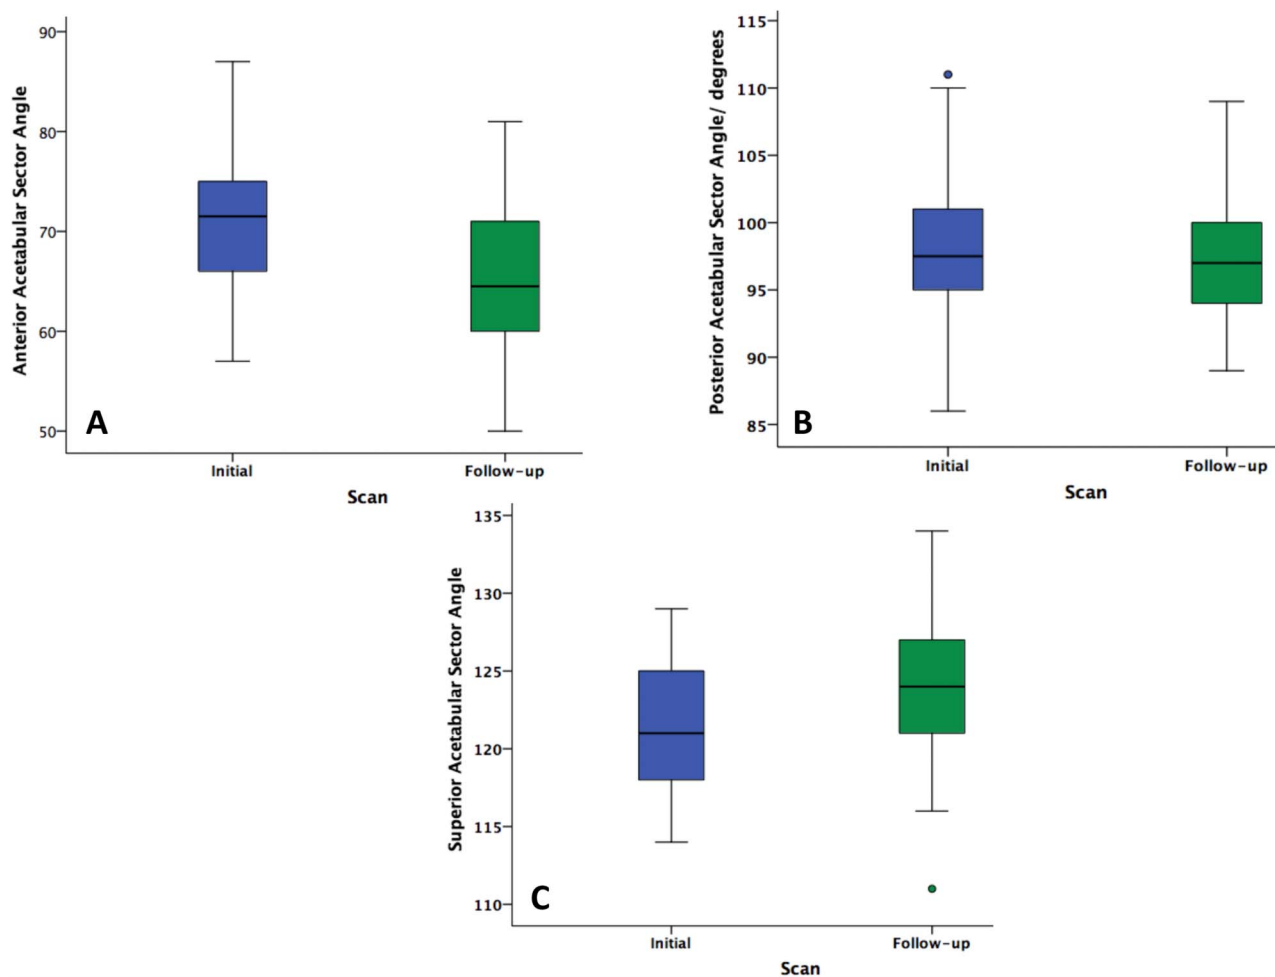 Anterior Acetabular Sector Angle
90
80
70
60
50
A
Initial
Follow-up
Scan
Posterior Acetabular Sector Angle/ degrees
115
110
105
100
95
90
85
B
Initial
Follow-up
Scan
Superior Acetabular Sector Angle
135
130
125
120
115
110
C
Initial
Follow-up
Scan